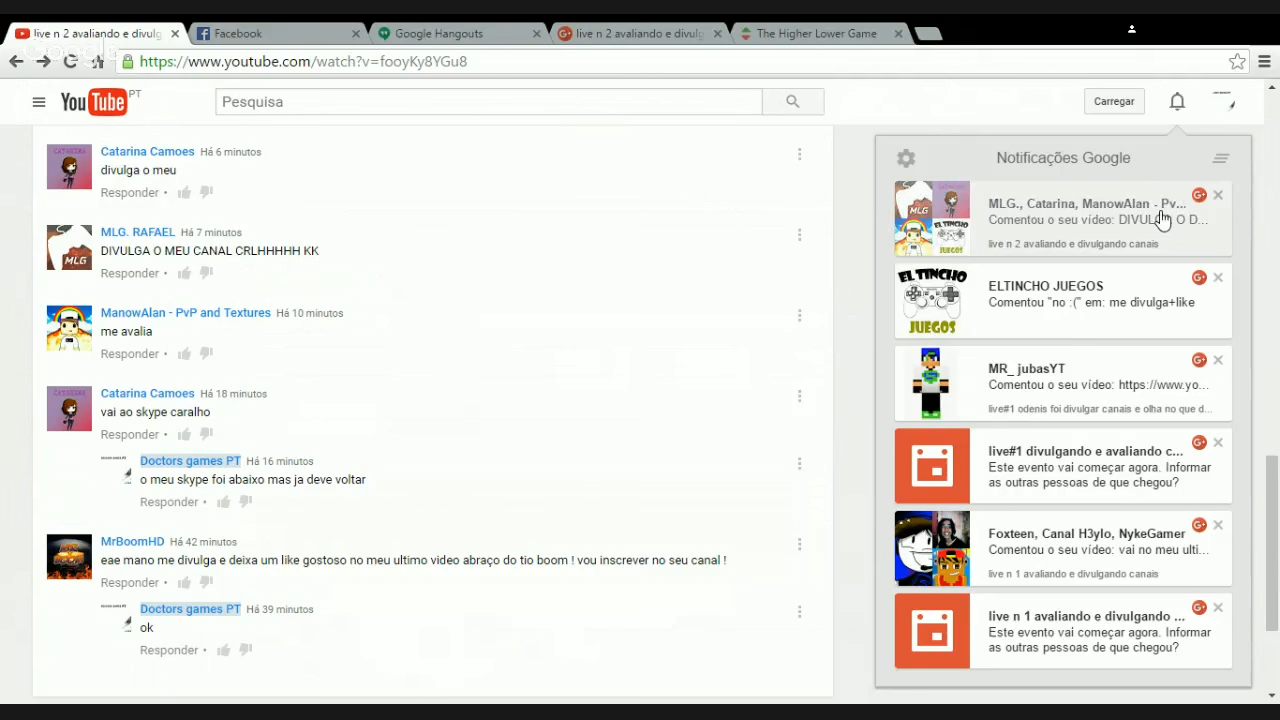 live n 2 avaliando e divulg
Facebook
Google Hangouts
live n 2 avaliando e divulg
The Higher Lower Game
https://www.youtube.com/watch?v=fooyKy8YGu8
YouTube PT
Pesquisa
Carregar
Catarina Camoes Há 6 minutos
divulga o meu
Responder •
MLG. RAFAEL Há 7 minutos
DIVULGA O MEU CANAL CRLHHHHH KK
Responder •
ManowAlan - PvP and Textures Há 10 minutos
me avalia
Responder •
Catarina Camoes Há 18 minutos
vai ao skype caralho
Responder •
Doctors games PT Há 16 minutos
o meu skype foi abaixo mas ja deve voltar
Responder •
MrBoomHD Há 42 minutos
eae mano me divulga e deixa um like gostoso no meu ultimo video abraço do tio boom ! vou inscrever no seu canal !
Responder •
Doctors games PT Há 39 minutos
ok
Responder •
Notificações Google
MLG., Catarina, ManowAlan - Pv...
Comentou o seu vídeo: DIVULG O D...
live n 2 avaliando e divulgando canais
EL TINCHO
JUEGOS
ELTINCHO JUEGOS
Comentou "no :(" em: me divulga+like
MR_ jubasYT
Comentou o seu vídeo: https://www.yo...
live#1 odenis foi divulgar canais e olha no que d...
live#1 divulgando e avaliando c...
Este evento vai começar agora. Informar
as outras pessoas de que chegou?
Foxteen, Canal H3ylo, NykeGamer
Comentou o seu vídeo: vai no meu ulti...
live n 1 avaliando e divulgando canais
live n 1 avaliando e divulgando ...
Este evento vai começar agora. Informar
as outras pessoas de que chegou?